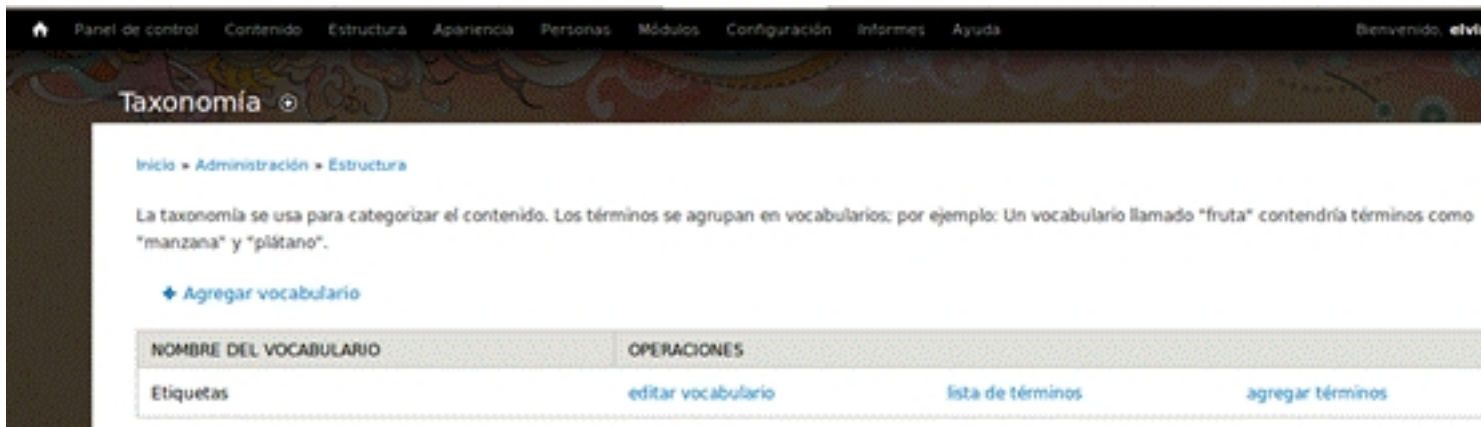 Panel de control Contenido Estructura Apariencia Personas Módulos Configuración Informes Ayuda Bienvenido, elvi
Taxonomía
Inicio » Administración » Estructura
La taxonomía se usa para categorizar el contenido. Los términos se agrupan en vocabularios; por ejemplo: Un vocabulario llamado "fruta" contendría términos como
"manzana" y "plátano".
Agregar vocabulario
NOMBRE DEL VOCABULARIO OPERACIONES
Etiquetas editar vocabulario lista de términos agregar términos